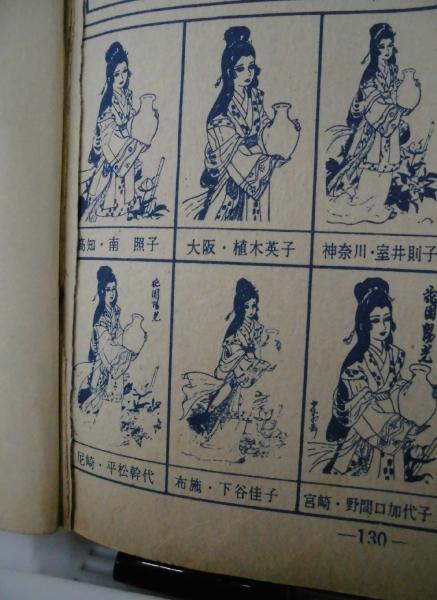 高知・南　照子
大阪・植木英子
神奈川・室井則子
尼崎・平松幹代
布施・下谷佳子
宮崎・野間口加代子
—130—